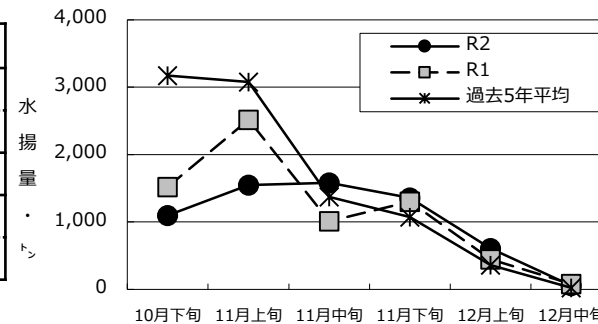 水揚量・トン
4,000
3,000
2,000
1,000
0
R2
R1
過去5年平均
10月下旬 11月上旬 11月中旬 11月下旬 12月上旬 12月中旬